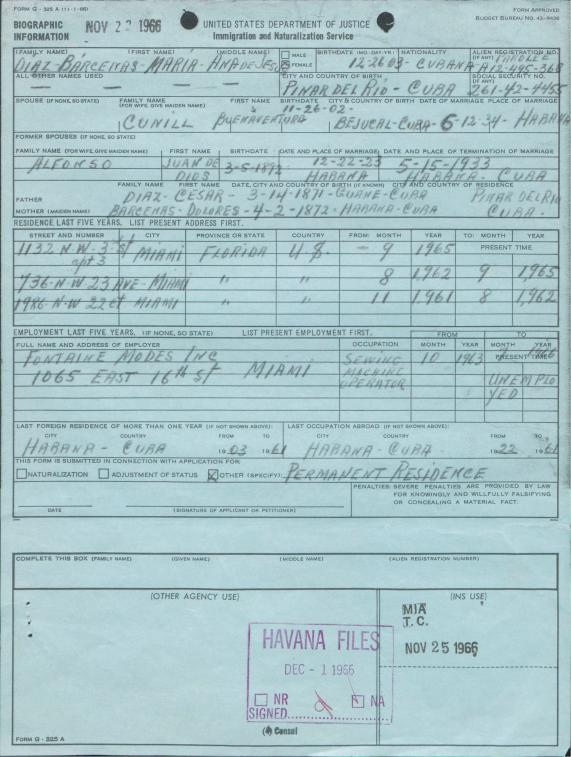 FORM G - 325 A (11-1-65)
FORM APPROVED
BUDGET BUREAU NO. 43-R436
BIOGRAPHIC INFORMATION
NOV 22 1966
UNITED STATES DEPARTMENT OF JUSTICE
Immigration and Naturalization Service
(FAMILY NAME) (FIRST NAME) (MIDDLE NAME) MALE FEMALE BIRTHDATE (MO.-DAY-YR.) NATIONALITY ALIEN REGISTRATION NO. (IF ANY)
PAROLEE
DIAZ BÁRCENAS - MARIA - ANA DE JESUS 12-26 03 - CUBANA A12-495-368
ALL OTHER NAMES USED CITY AND COUNTRY OF BIRTH SOCIAL SECURITY NO. (IF ANY)
— — — PINAR DEL RIO - CUBA 261-42-4455
SPOUSE (IF NONE, SO STATE) FAMILY NAME (FOR WIFE, GIVE MAIDEN NAME) FIRST NAME BIRTHDATE CITY & COUNTRY OF BIRTH DATE OF MARRIAGE PLACE OF MARRIAGE
11-26-02-
CUNILL BUENAVENTURA BEJUCAL-CUBA - 6-12-34 - HABANA
FORMER SPOUSES (IF NONE, SO STATE)
FAMILY NAME (FOR WIFE, GIVE MAIDEN NAME) FIRST NAME BIRTHDATE DATE AND PLACE OF MARRIAGE DATE AND PLACE OF TERMINATION OF MARRIAGE
ALFONSO JUAN DE DIOS 3-5-1892 12-22-23 HABANA 5-15-1933 HABANA - CUBA
FAMILY NAME FIRST NAME DATE, CITY AND COUNTRY OF BIRTH (IF KNOWN) CITY AND COUNTRY OF RESIDENCE
FATHER DIAZ - CESAR - 3-14-1871-GUANE-CUBA PINAR DEL RIO
MOTHER (MAIDEN NAME) BARCENAS - DOLORES - 4-2-1872 - HABANA-CUBA CUBA.
RESIDENCE LAST FIVE YEARS. LIST PRESENT ADDRESS FIRST.
STREET AND NUMBER CITY PROVINCE OR STATE COUNTRY FROM: MONTH YEAR TO: MONTH YEAR
1132 N.W-3-st apt 3 MIAMI FLORIDA U S. - 9 1965 PRESENT TIME
736-N-W 23 AVE - MIAMI " " 8 1,962 9 1,965
1986-N-W 22 st MIAMI " " 11 1.961 8 1,962
EMPLOYMENT LAST FIVE YEARS. (IF NONE, SO STATE) LIST PRESENT EMPLOYMENT FIRST. FROM TO
FULL NAME AND ADDRESS OF EMPLOYER OCCUPATION MONTH YEAR MONTH YEAR
FONTAINE MODES INC SEWING 10 1963 PRESENT TIME 1966
1065 EAST 16th St MIAMI MACHINE OPERATOR UNEMPLO
YED
LAST FOREIGN RESIDENCE OF MORE THAN ONE YEAR (IF NOT SHOWN ABOVE) LAST OCCUPATION ABROAD (IF NOT SHOWN ABOVE)
CITY COUNTRY FROM TO CITY COUNTRY FROM TO
HABANA - CUBA 1903 1961 HABANA - CUBA 1922 1961
THIS FORM IS SUBMITTED IN CONNECTION WITH APPLICATION FOR:
NATURALIZATION ADJUSTMENT OF STATUS OTHER (SPECIFY): PERMANENT RESIDENCE
PENALTIES: SEVERE PENALTIES ARE PROVIDED BY LAW FOR KNOWINGLY AND WILLFULLY FALSIFYING OR CONCEALING A MATERIAL FACT.
DATE (SIGNATURE OF APPLICANT OR PETITIONER)
COMPLETE THIS BOX (FAMILY NAME) (GIVEN NAME) (MIDDLE NAME) (ALIEN REGISTRATION NUMBER)
(OTHER AGENCY USE) (INS USE)
MIA
T.C.
NOV 25 1966
HAVANA FILES
DEC - 1 1966
NR NA
SIGNED
Consul
FORM G - 325 A